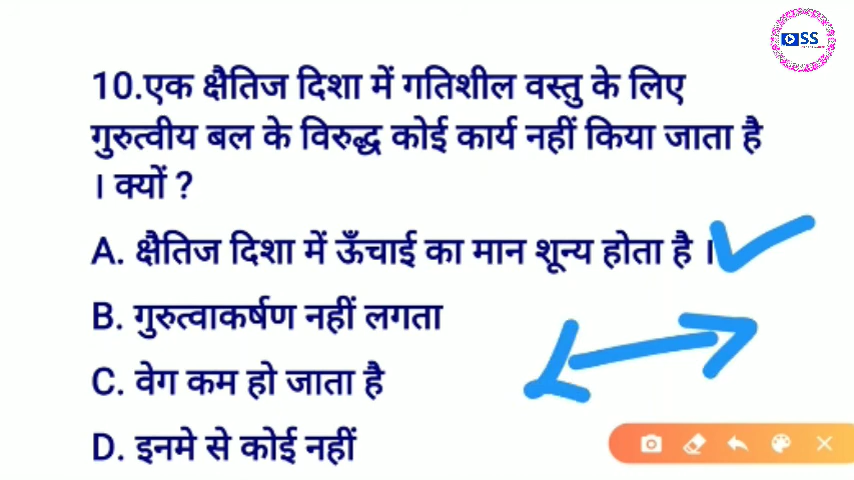 SS
10.एक क्षैतिज दिशा में गतिशील वस्तु के लिए
गुरुत्वीय बल के विरुद्ध कोई कार्य नहीं किया जाता है
। क्यों ?
A. क्षैतिज दिशा में ऊँचाई का मान शून्य होता है ।
B. गुरुत्वाकर्षण नहीं लगता
C. वेग कम हो जाता है
D. इनमे से कोई नहीं